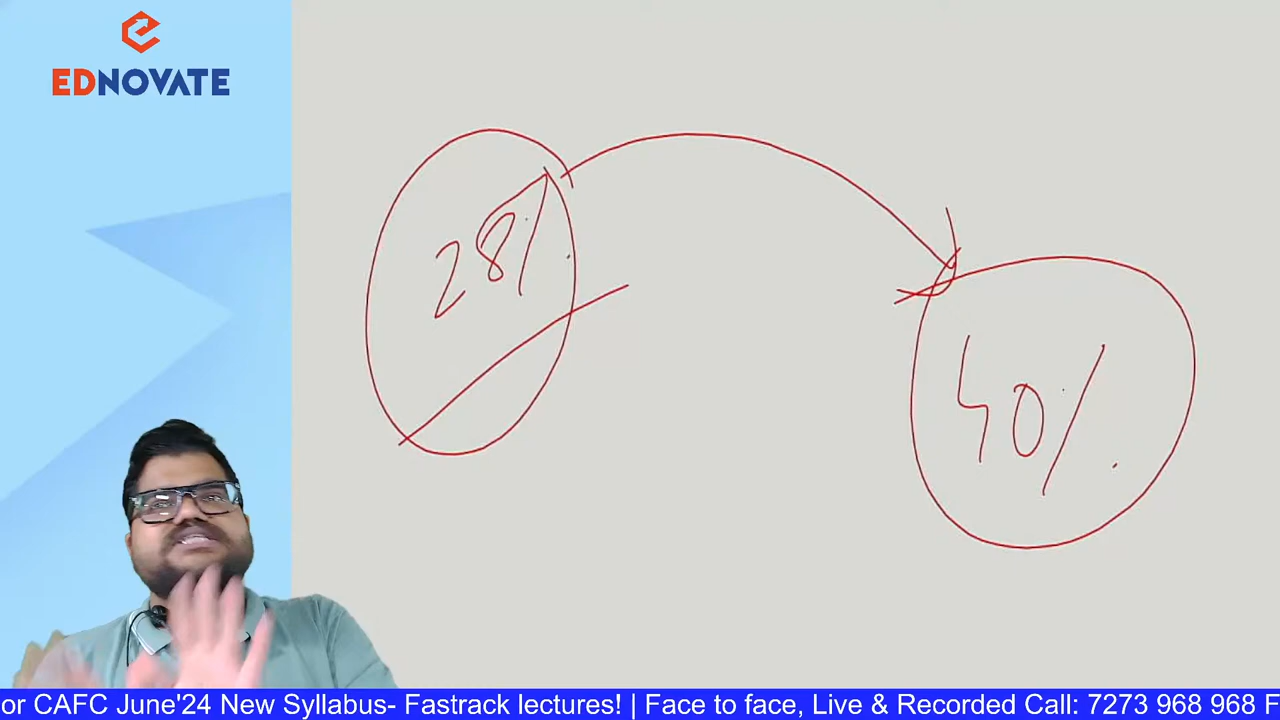 EDNOVATE
28%
40%
or CAFC June'24 New Syllabus- Fastrack lectures! | Face to face, Live & Recorded Call: 7273 968 968 F